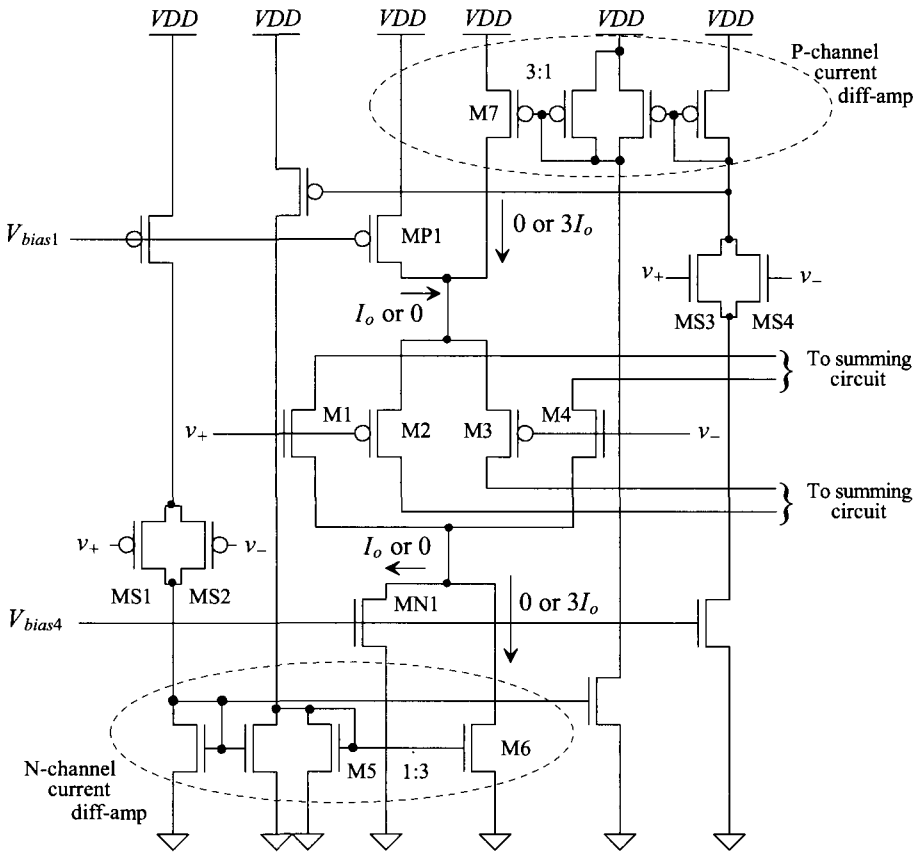 VDD
VDD
VDD
VDD
VDD
VDD
P-channel
current
diff-amp
3:1
M7
Vbias1
MP1
0 or 3Io
Io or 0
v+
v−
MS3
MS4
To summing
circuit
M1
M2
M3
M4
v+
v−
To summing
circuit
v+
v−
Io or 0
MS1
MS2
MN1
0 or 3Io
Vbias4
M5
1:3
M6
N-channel
current
diff-amp